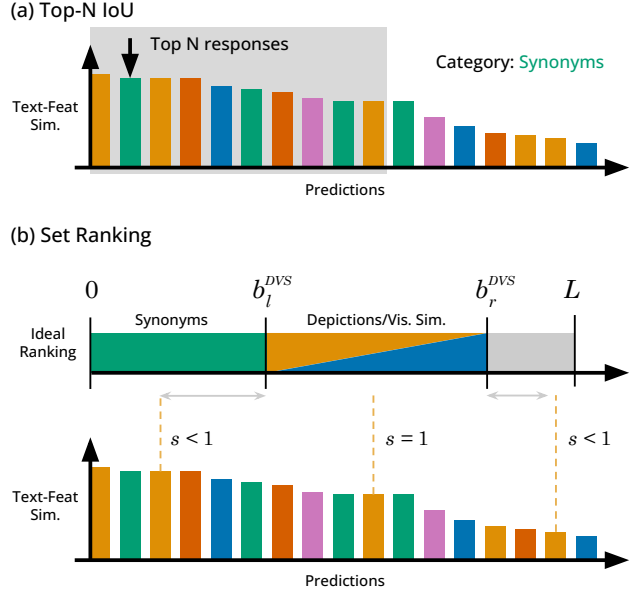 (a) Top-N IoU
Top N responses
Category: Synonyms
Text-Feat
Sim.
Predictions
(b) Set Ranking
0
b_l^{DVS}
b_r^{DVS}
L
Synonyms
Depictions/Vis. Sim.
Ideal
Ranking
s < 1
s = 1
s < 1
Text-Feat
Sim.
Predictions